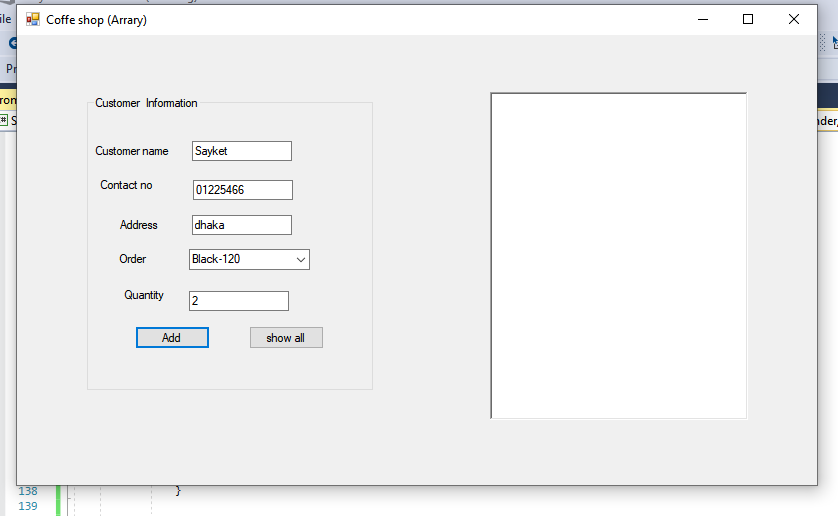 Coffe shop (Arrary)
ile
Pr
ron
S
nder,
Customer Information
Customer name Sayket
Contact no 01225466
Address dhaka
Order Black-120
Quantity 2
Add show all
138 }
139